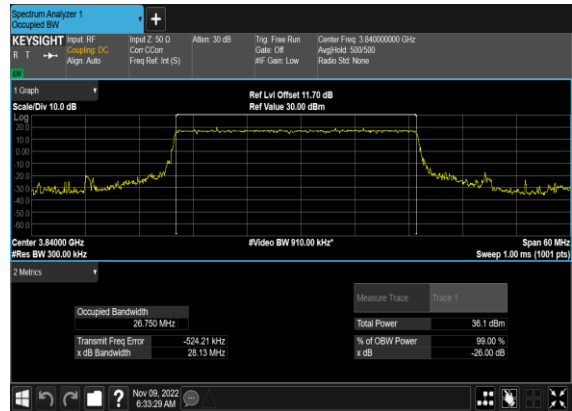 Spectrum Analyzer 1
Occupied BW
+
KEYSIGHT Input: RF Input Z: 50 Ω Atten: 30 dB Trig: Free Run Center Freq: 3.840000000 GHz
R T Coupling: DC Corr CCorr Gate: Off Avg|Hold: 500/500
Align: Auto Freq Ref: Int (S) #IF Gain: Low Radio Std: None
1 Graph
Ref Lvl Offset 11.70 dB
Scale/Div 10.0 dB Ref Value 30.00 dBm
Log
20.0
10.0
0.00
-10.0
-20.0
-30.0
-40.0
-50.0
-60.0
Center 3.84000 GHz #Video BW 910.00 kHz* Span 60 MHz
#Res BW 300.00 kHz Sweep 1.00 ms (1001 pts)
2 Metrics
Measure Trace Trace 1
Occupied Bandwidth
26.750 MHz Total Power 36.1 dBm
Transmit Freq Error -524.21 kHz % of OBW Power 99.00 %
x dB Bandwidth 28.13 MHz x dB -26.00 dB
? Nov 09, 2022
6:33:29 AM